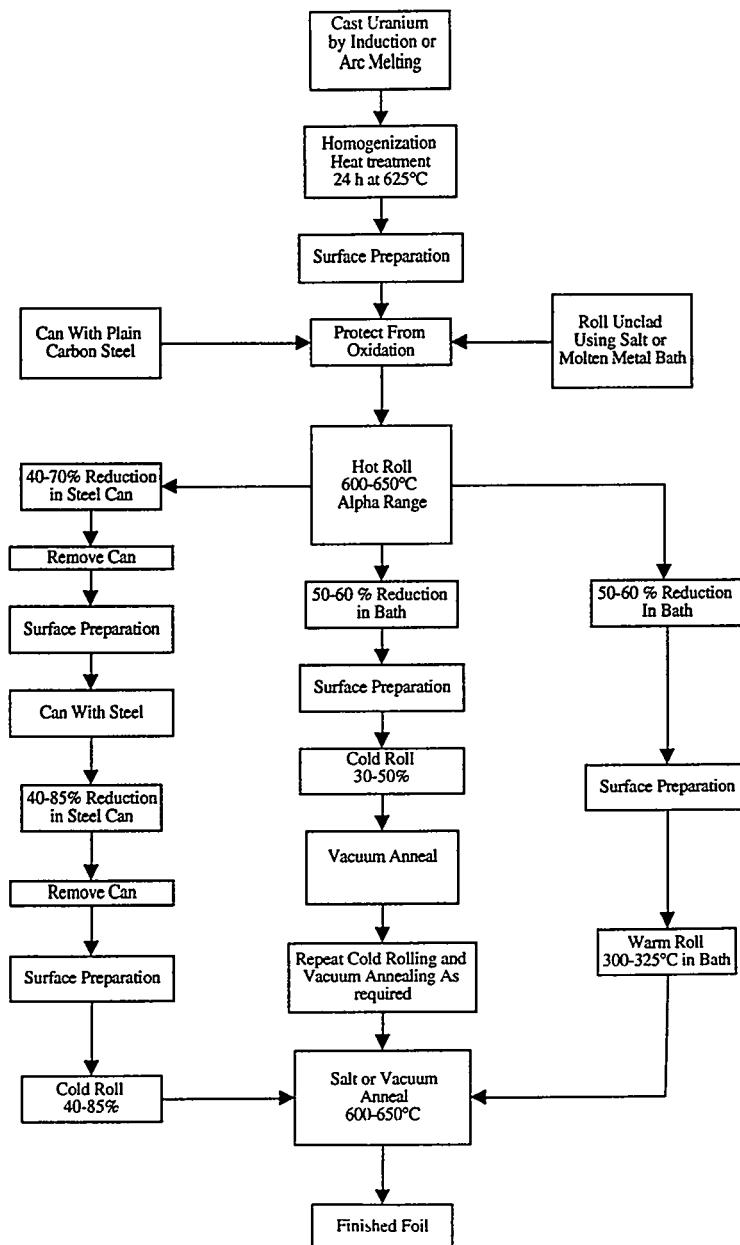 Cast Uranium
by Induction or
Arc Melting
Homogenization
Heat treatment
24 h at 625°C
Surface Preparation
Can With Plain
Carbon Steel
Protect From
Oxidation
Roll Unclad
Using Salt or
Molten Metal Bath
Hot Roll
600-650°C
Alpha Range
40-70% Reduction
in Steel Can
Remove Can
Surface Preparation
Can With Steel
40-85% Reduction
in Steel Can
Remove Can
Surface Preparation
Cold Roll
40-85%
50-60 % Reduction
in Bath
Surface Preparation
Cold Roll
30-50%
Vacuum Anneal
Repeat Cold Rolling and
Vacuum Annealing As
required
50-60 % Reduction
In Bath
Surface Preparation
Warm Roll
300-325°C in Bath
Salt or Vacuum
Anneal
600-650°C
Finished Foil